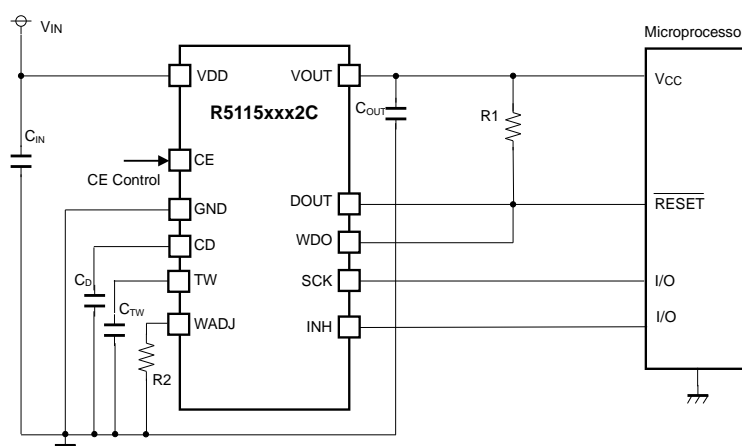 VIN
Microprocesso
VDD
VOUT
VCC
R5115xxx2C
COUT
R1
CIN
CE
CE Control
DOUT
RESET
GND
WDO
CD
CD
SCK
I/O
TW
CTW
I/O
WADJ
INH
R2